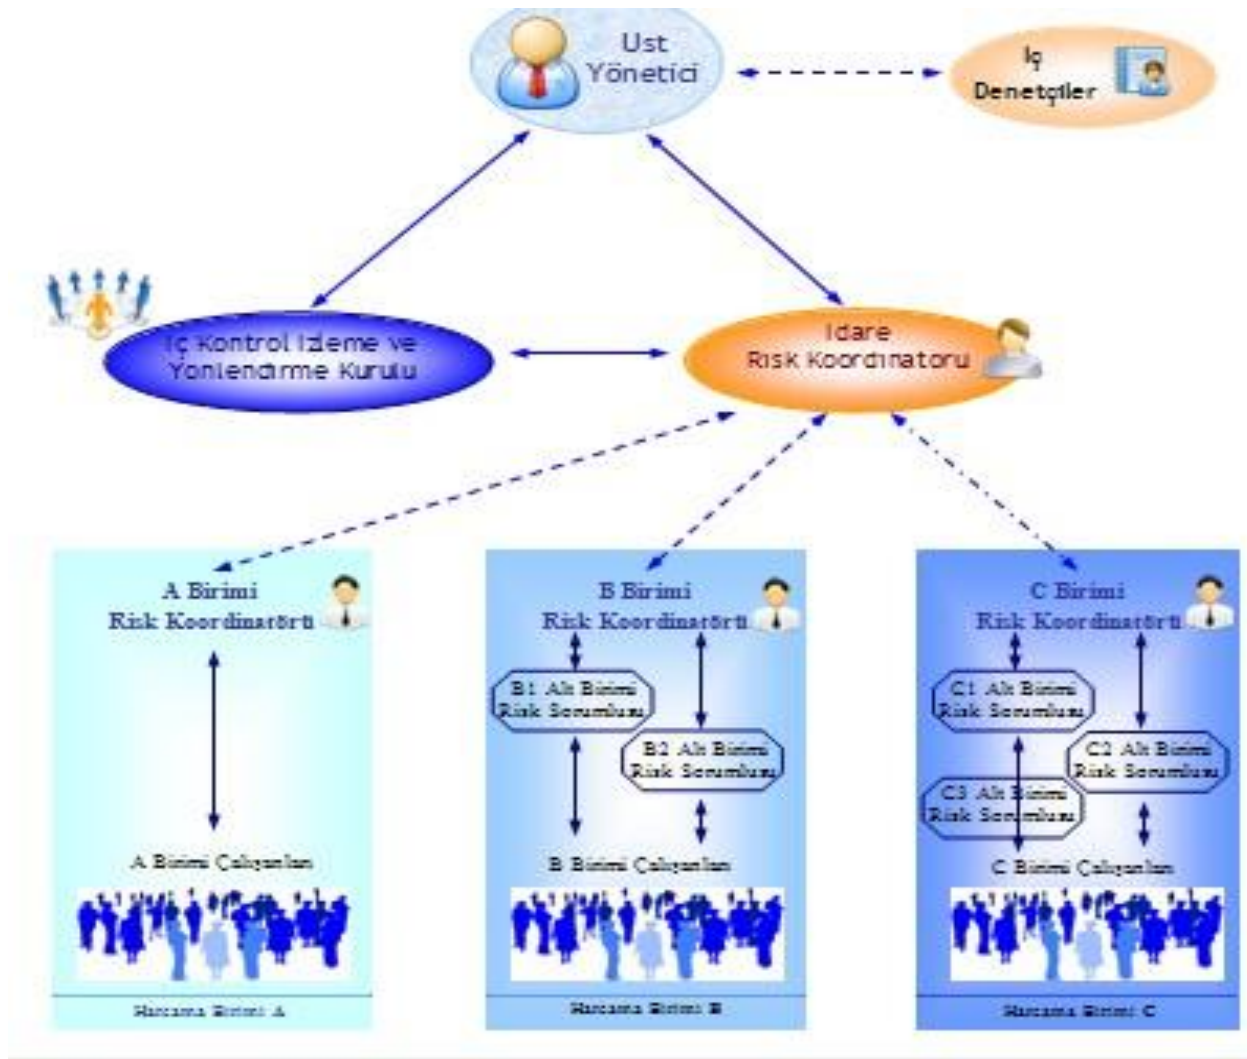 Üst
Yönetici
İç
Denetçiler
İç Kontrol İzleme ve
Yönlendirme Kurulu
İdare
Risk Koordinatörü
A Birimi
Risk Koordinatörü
B Birimi
Risk Koordinatörü
C Birimi
Risk Koordinatörü
B1 Alt Birimi
Risk Sorumlusu
B2 Alt Birimi
Risk Sorumlusu
C1 Alt Birimi
Risk Sorumlusu
C2 Alt Birimi
Risk Sorumlusu
C3 Alt Birimi
Risk Sorumlusu
A Birimi Çalışanları
B Birimi Çalışanları
C Birimi Çalışanları
Harcama Birimi A
Harcama Birimi B
Harcama Birimi C